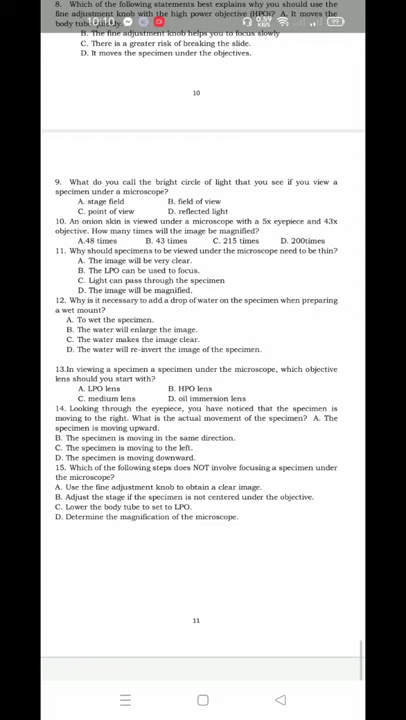 8. Which of the following statements best explains why you should use the
fine adjustment knob with the high power objective (HPO)? A. It moves the
body tube quickly.
10:10 0.59 KB/S 77
B. The fine adjustment knob helps you to focus slowly
C. There is a greater risk of breaking the slide.
D. It moves the specimen under the objectives.
10
9. What do you call the bright circle of light that you see if you view a
specimen under a microscope?
A. stage field B. field of view
C. point of view D. reflected light
10. An onion skin is viewed under a microscope with a 5x eyepiece and 43x
objective. How many times will the image be magnified?
A.48 times B. 43 times C. 215 times D. 200times
11. Why should specimens to be viewed under the microscope need to be thin?
A. The image will be very clear.
B. The LPO can be used to focus.
C. Light can pass through the specimen
D. The image will be magnified.
12. Why is it necessary to add a drop of water on the specimen when preparing
a wet mount?
A. To wet the specimen.
B. The water will enlarge the image.
C. The water makes the image clear.
D. The water will re-invert the image of the specimen.
13.In viewing a specimen a specimen under the microscope, which objective
lens should you start with?
A. LPO lens B. HPO lens
C. medium lens D. oil immersion lens
14. Looking through the eyepiece, you have noticed that the specimen is
moving to the right. What is the actual movement of the specimen? A. The
specimen is moving upward.
B. The specimen is moving in the same direction.
C. The specimen is moving to the left.
D. The specimen is moving downward.
15. Which of the following steps does NOT involve focusing a specimen under
the microscope?
A. Use the fine adjustment knob to obtain a clear image.
B. Adjust the stage if the specimen is not centered under the objective.
C. Lower the body tube to set to LPO.
D. Determine the magnification of the microscope.
11